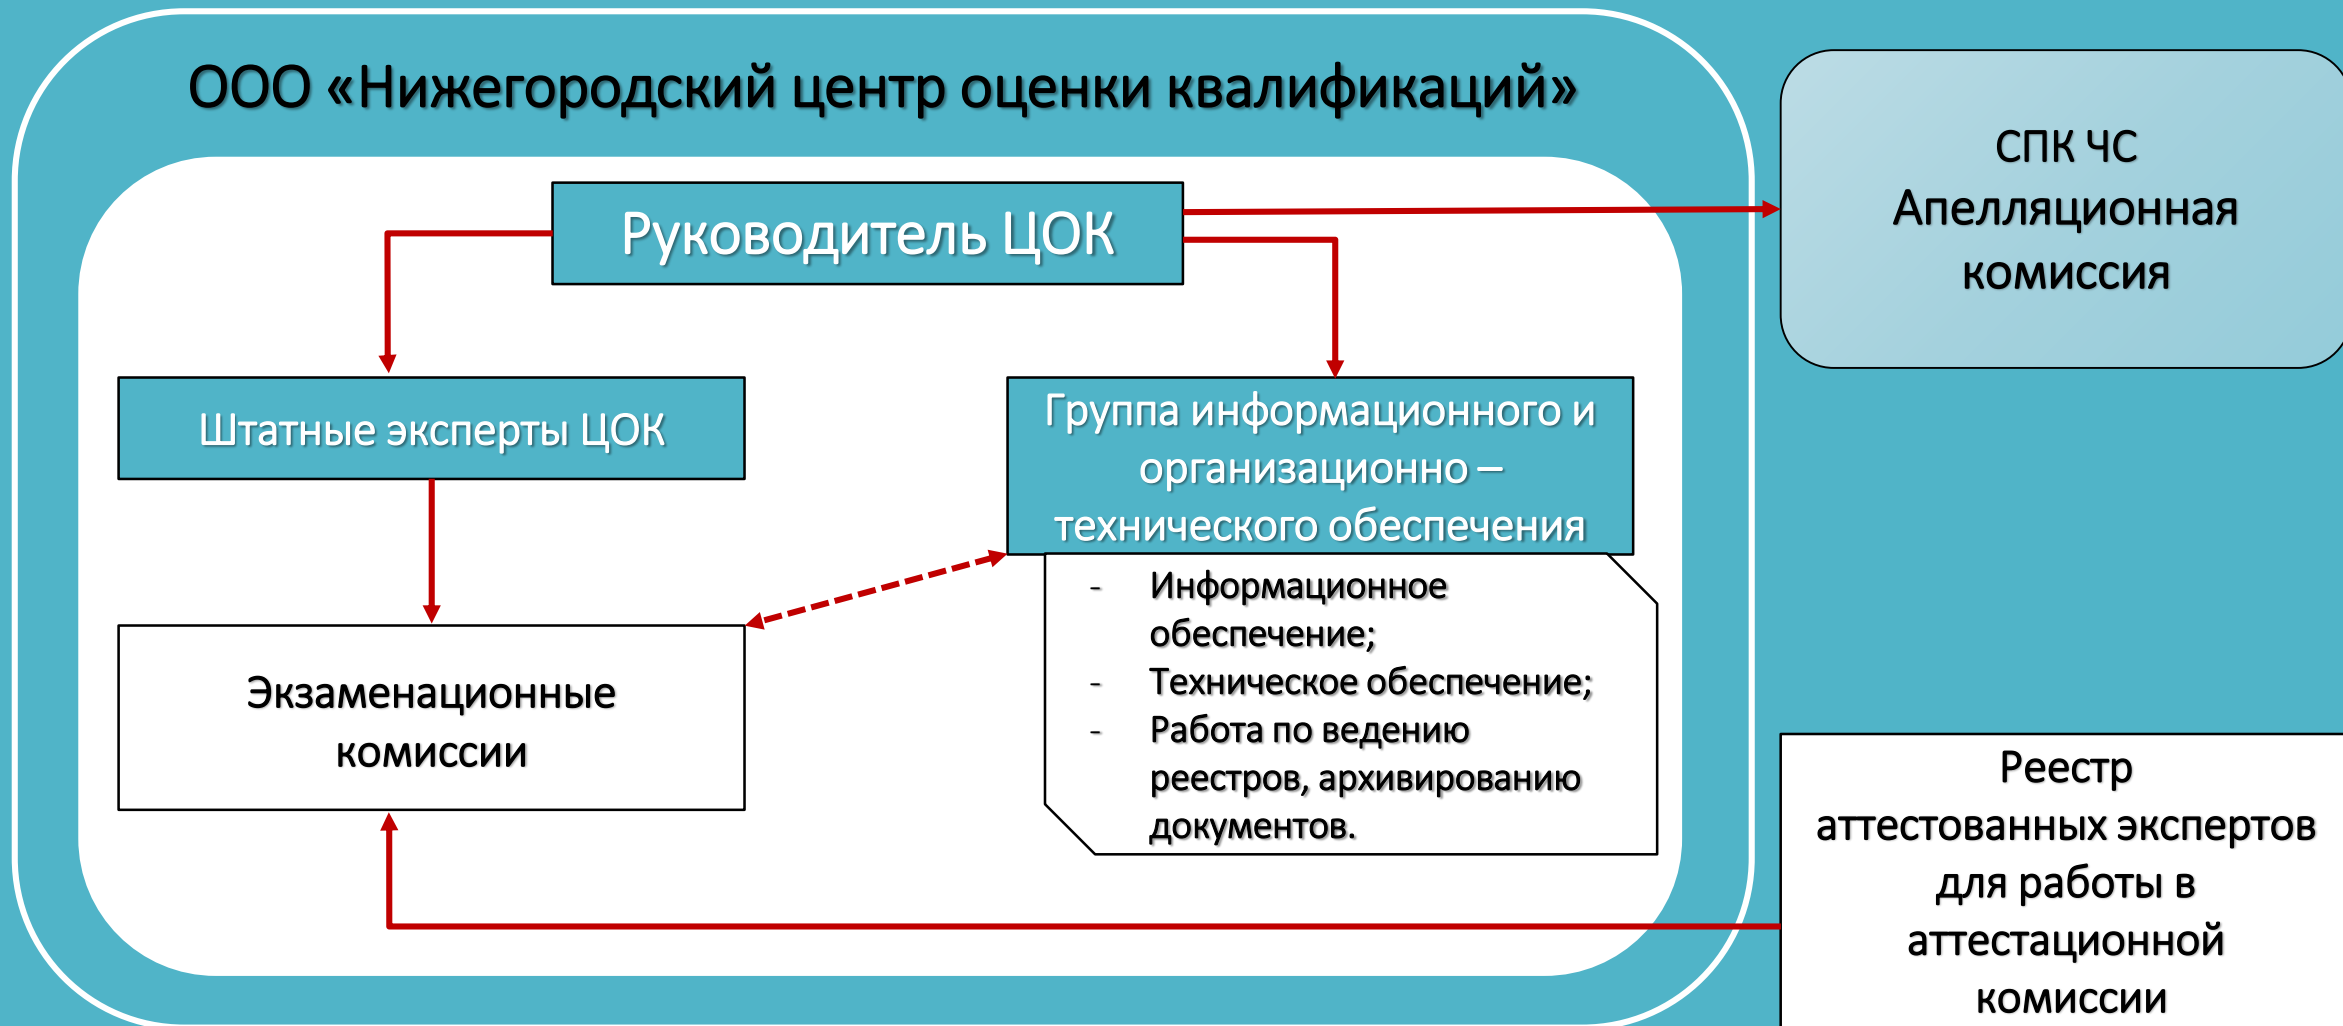 ООО «Нижегородский центр оценки квалификаций»
СПК ЧС
Апелляционная
комиссия
Руководитель ЦОК
Штатные эксперты ЦОК
Группа информационного и
организационно –
технического обеспечения
- Информационное
обеспечение;
- Техническое обеспечение;
- Работа по ведению
реестров, архивированию
документов.
Экзаменационные
комиссии
Реестр
аттестованных экспертов
для работы в
аттестационной
комиссии